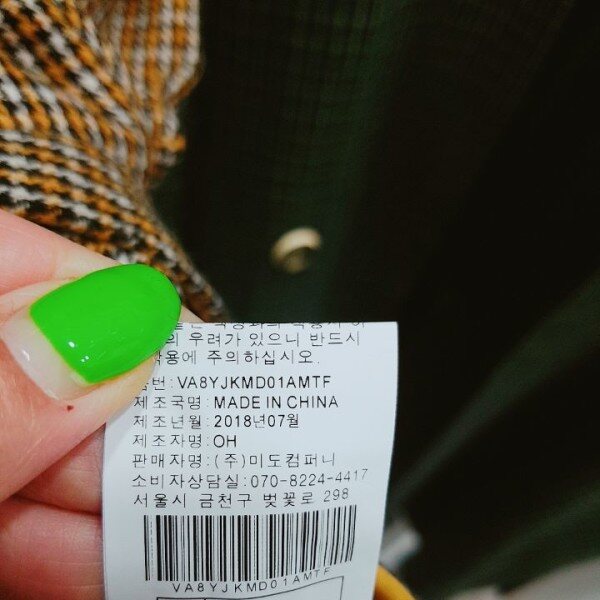 우려가 있으니 반드시
착용에 주의하십시오.
품번:VA8YJKMD01AMTF
제조국명:MADE IN CHINA
제조년월:2018년07월
제조자명:OH
판매자명:(주)미도컴퍼니
소비자상담실:070-8224-4417
서울시 금천구 벚꽃로 298
VA8YJKMD01AMTF